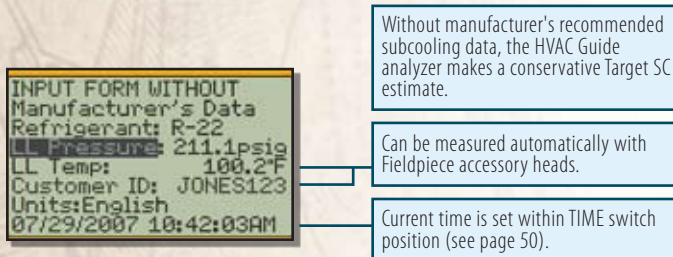 INPUT FORM WITHOUT
Manufacturer's Data
Refrigerant: R-22
LL Pressure: 211.1psig
LL Temp: 100.2°F
Customer ID: JONES123
Units:English
07/29/2007 10:42:03AM
Without manufacturer's recommended
subcooling data, the HVAC Guide
analyzer makes a conservative Target SC
estimate.
Can be measured automatically with
Fieldpiece accessory heads.
Current time is set within TIME switch
position (see page 50).